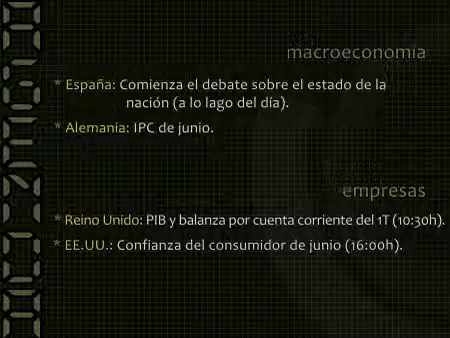 macroeconomia
* España: Comienza el debate sobre el estado de la
nación (a lo lago del día).
* Alemania: IPC de junio.
empresas
* Reino Unido: PIB y balanza por cuenta corriente del 1T (10:30h).
* EE.UU.: Confianza del consumidor de junio (16:00h).